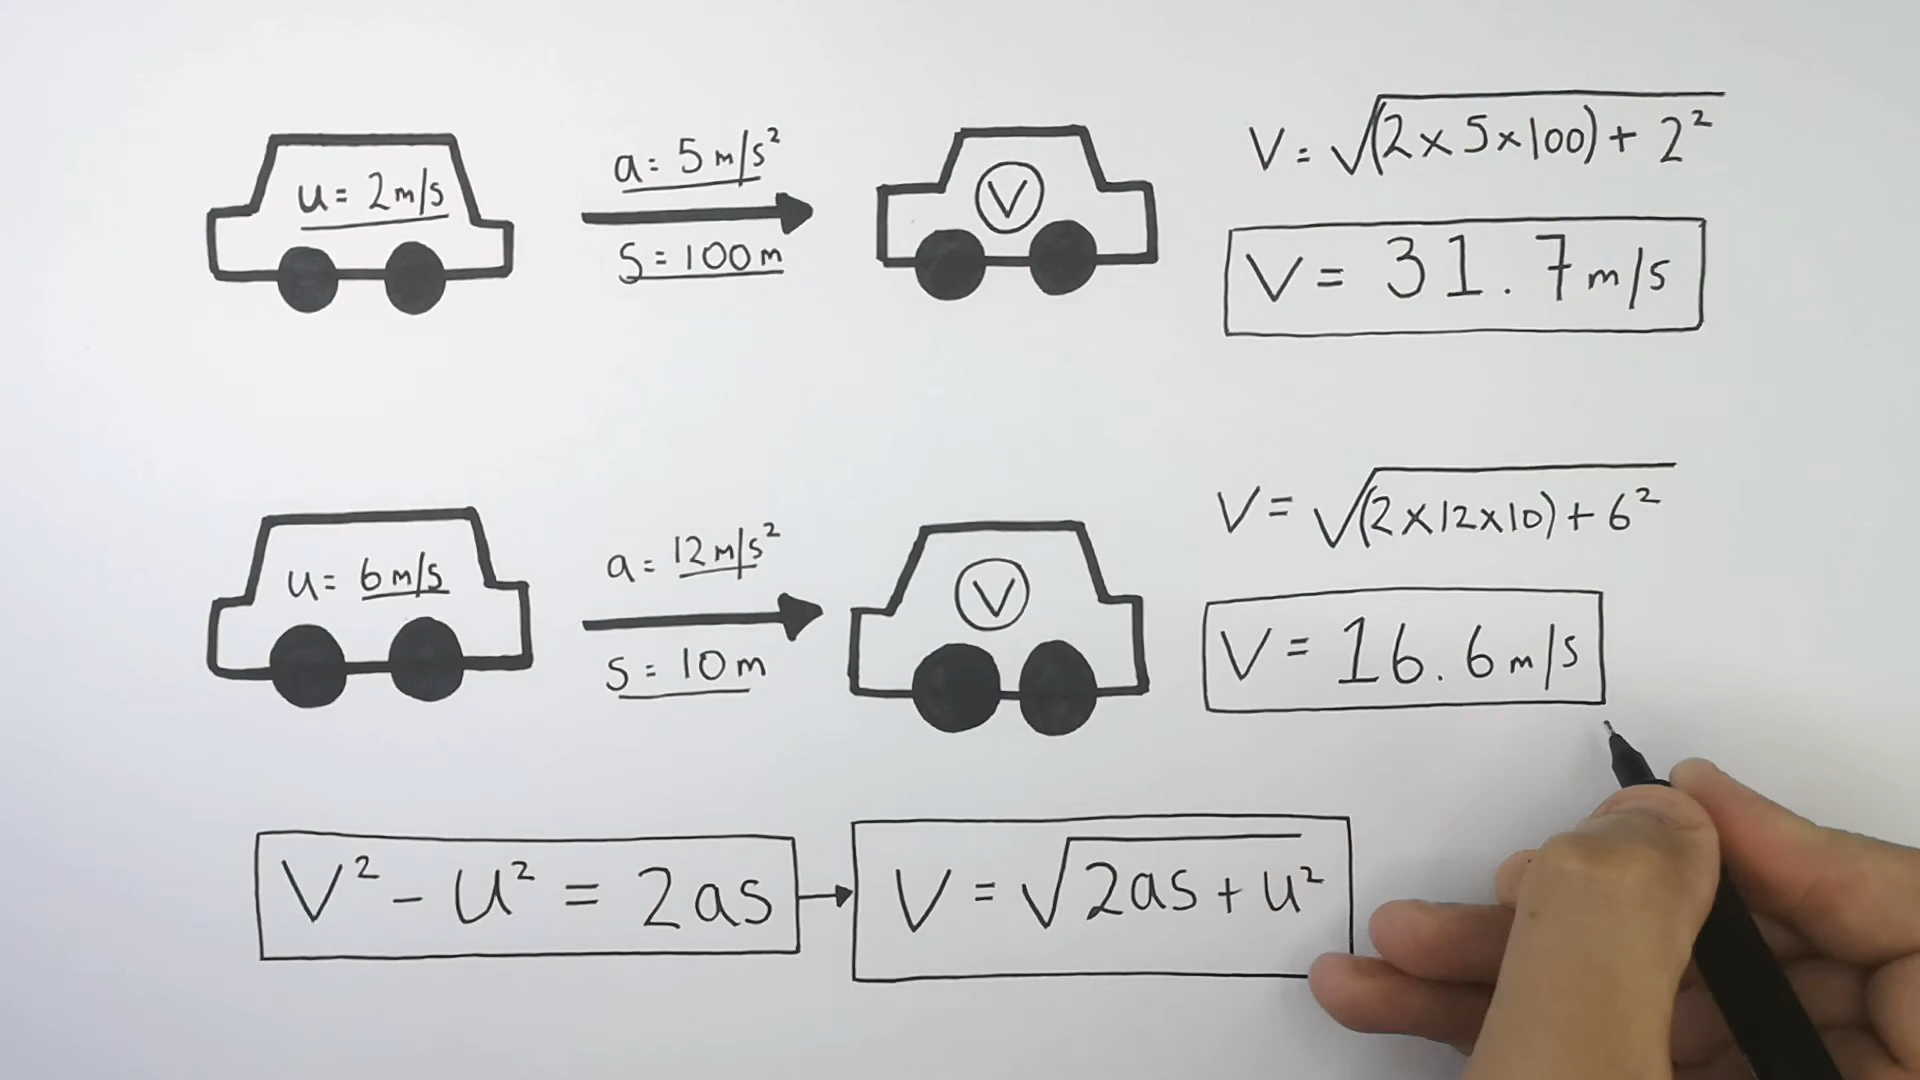 u = 2m/s
a = 5m/s²
s = 100m
V
V = √(2×5×100) + 2²
V = 31.7m/s
u = 6m/s
a = 12m/s²
s = 10m
V
V = √(2×12×10) + 6²
V = 16.6m/s
V² - u² = 2as
V = √2as + u²